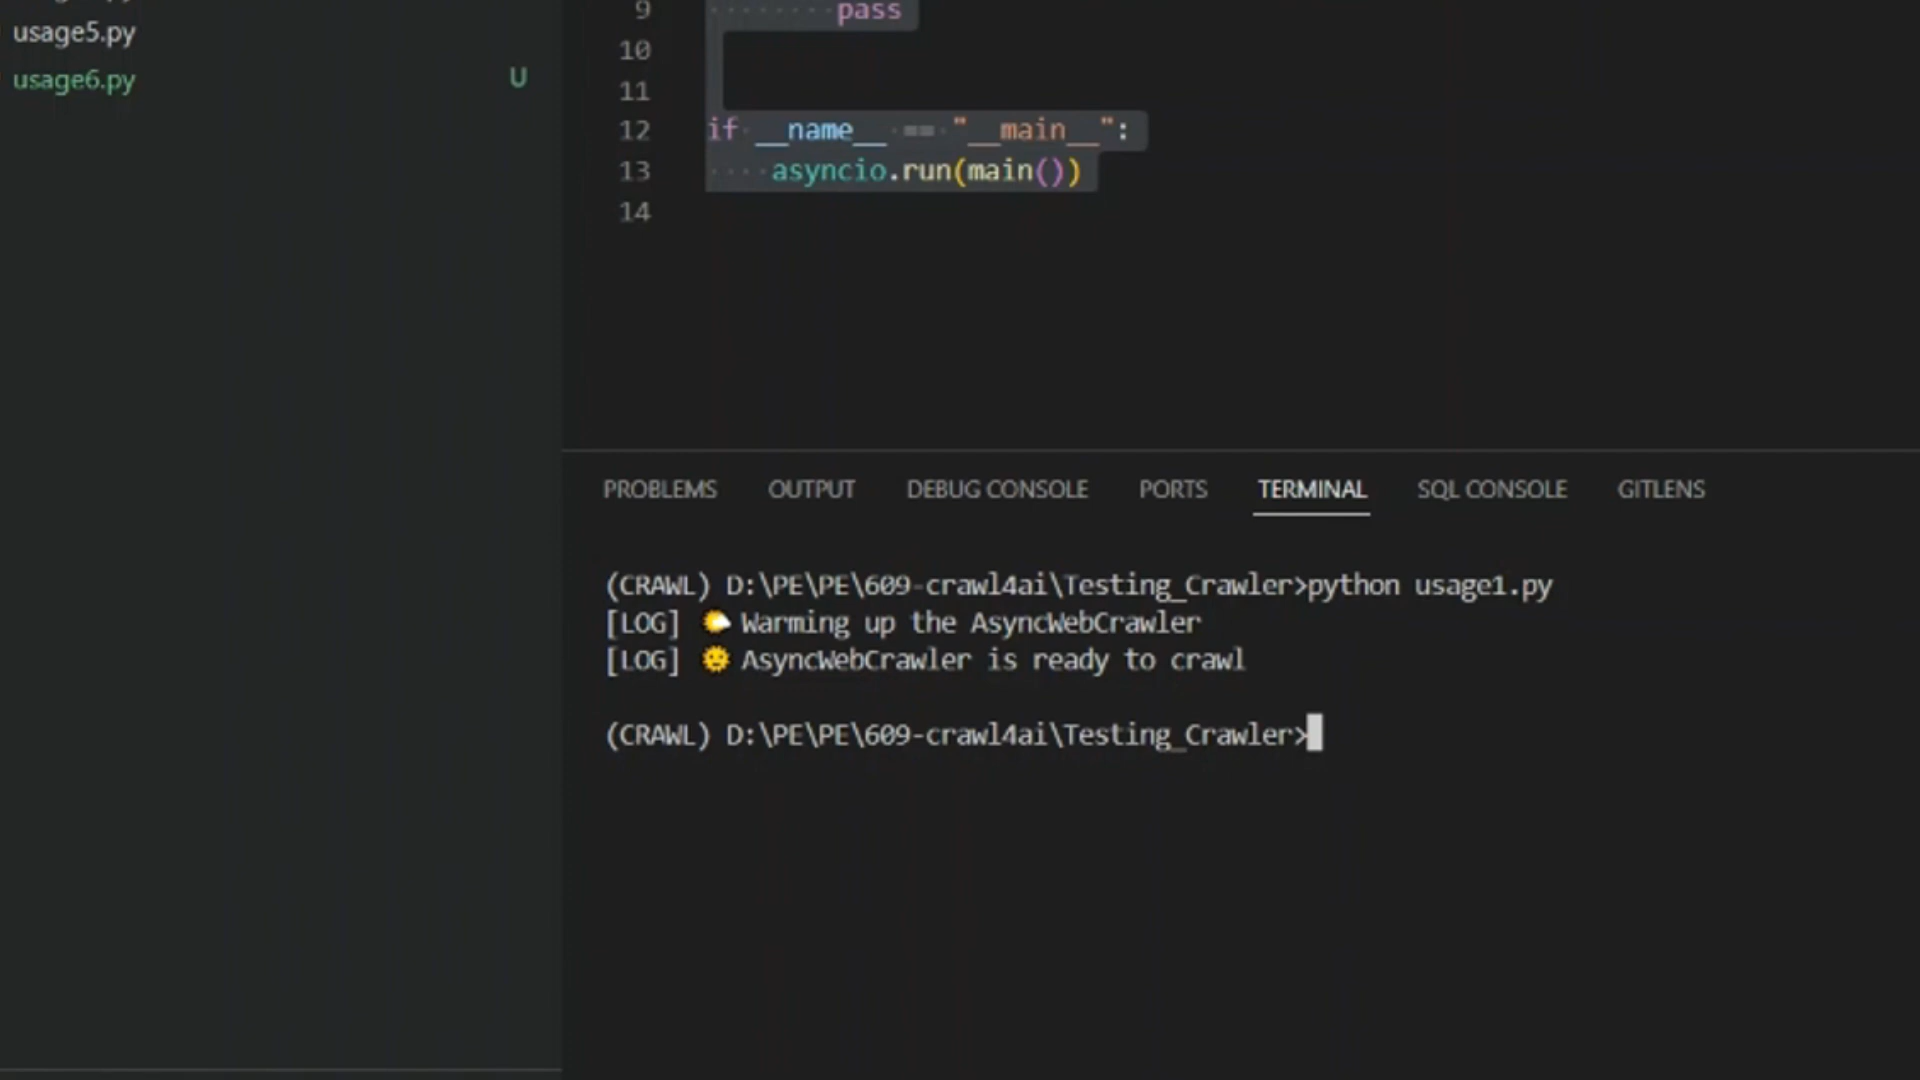 usage5.py
usage6.py U
9 pass
10
11
12 if __name__ == "__main__":
13 asyncio.run(main())
14
PROBLEMS OUTPUT DEBUG CONSOLE PORTS TERMINAL SQL CONSOLE GITLENS
(CRAWL) D:\PE\PE\609-crawl4ai\Testing_Crawler>python usage1.py
[LOG] 🌤️ Warming up the AsyncWebCrawler
[LOG] 🌞 AsyncWebCrawler is ready to crawl
(CRAWL) D:\PE\PE\609-crawl4ai\Testing_Crawler>